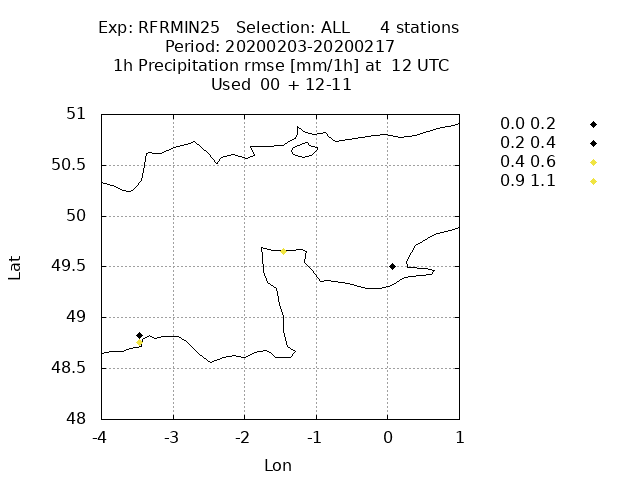 Exp: RFRMIN25 Selection: ALL 4 stations
Period: 20200203-20200217
1h Precipitation rmse [mm/1h] at 12 UTC
Used 00 + 12-11
51
50.5
50
49.5
49
48.5
48
Lat
-4 -3 -2 -1 0 1
Lon
0.0 0.2
0.2 0.4
0.4 0.6
0.9 1.1